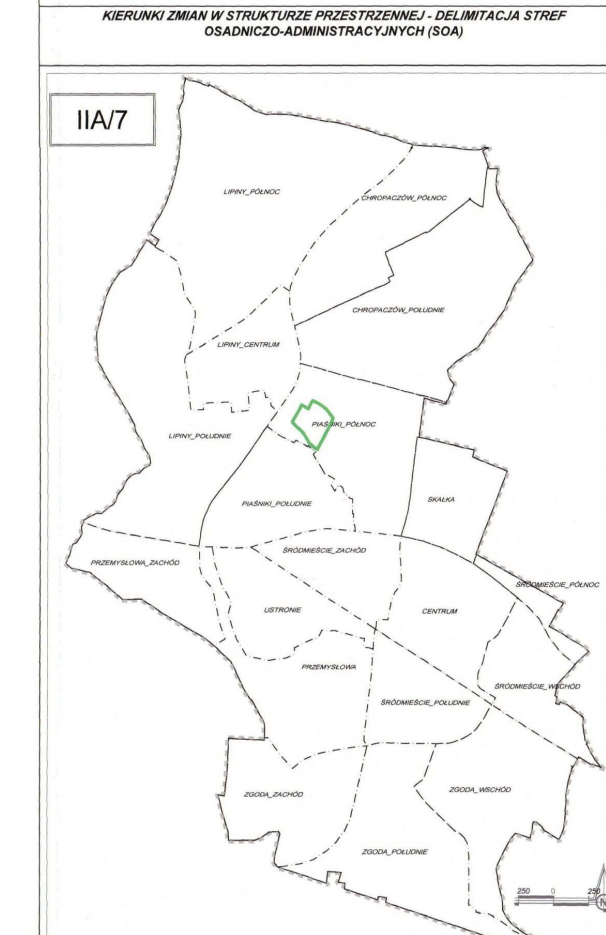 KIERUNKI ZMIAN W STRUKTURZE PRZESTRZENNEJ - DELIMITACJA STREF
OSADNICZO-ADMINISTRACYJNYCH (SOA)
IIA/7
LIPINY_PÓŁNOC
CHROPACZÓW_PÓŁNOC
CHROPACZÓW_POŁUDNIE
LIPINY_CENTRUM
PIAŚNIKI_PÓŁNOC
LIPINY_POŁUDNIE
SKAŁKA
PIAŚNIKI_POŁUDNIE
ŚRÓDMIEŚCIE_ZACHÓD
PRZEMYSŁOWA_ZACHÓD
ŚRÓDMIEŚCIE_PÓŁNOC
USTRONIE
CENTRUM
PRZEMYSŁOWA
ŚRÓDMIEŚCIE_WSCHÓD
ŚRÓDMIEŚCIE_POŁUDNIE
ZGODA_ZACHÓD
ZGODA_WSCHÓD
ZGODA_POŁUDNIE
250 0 250
N